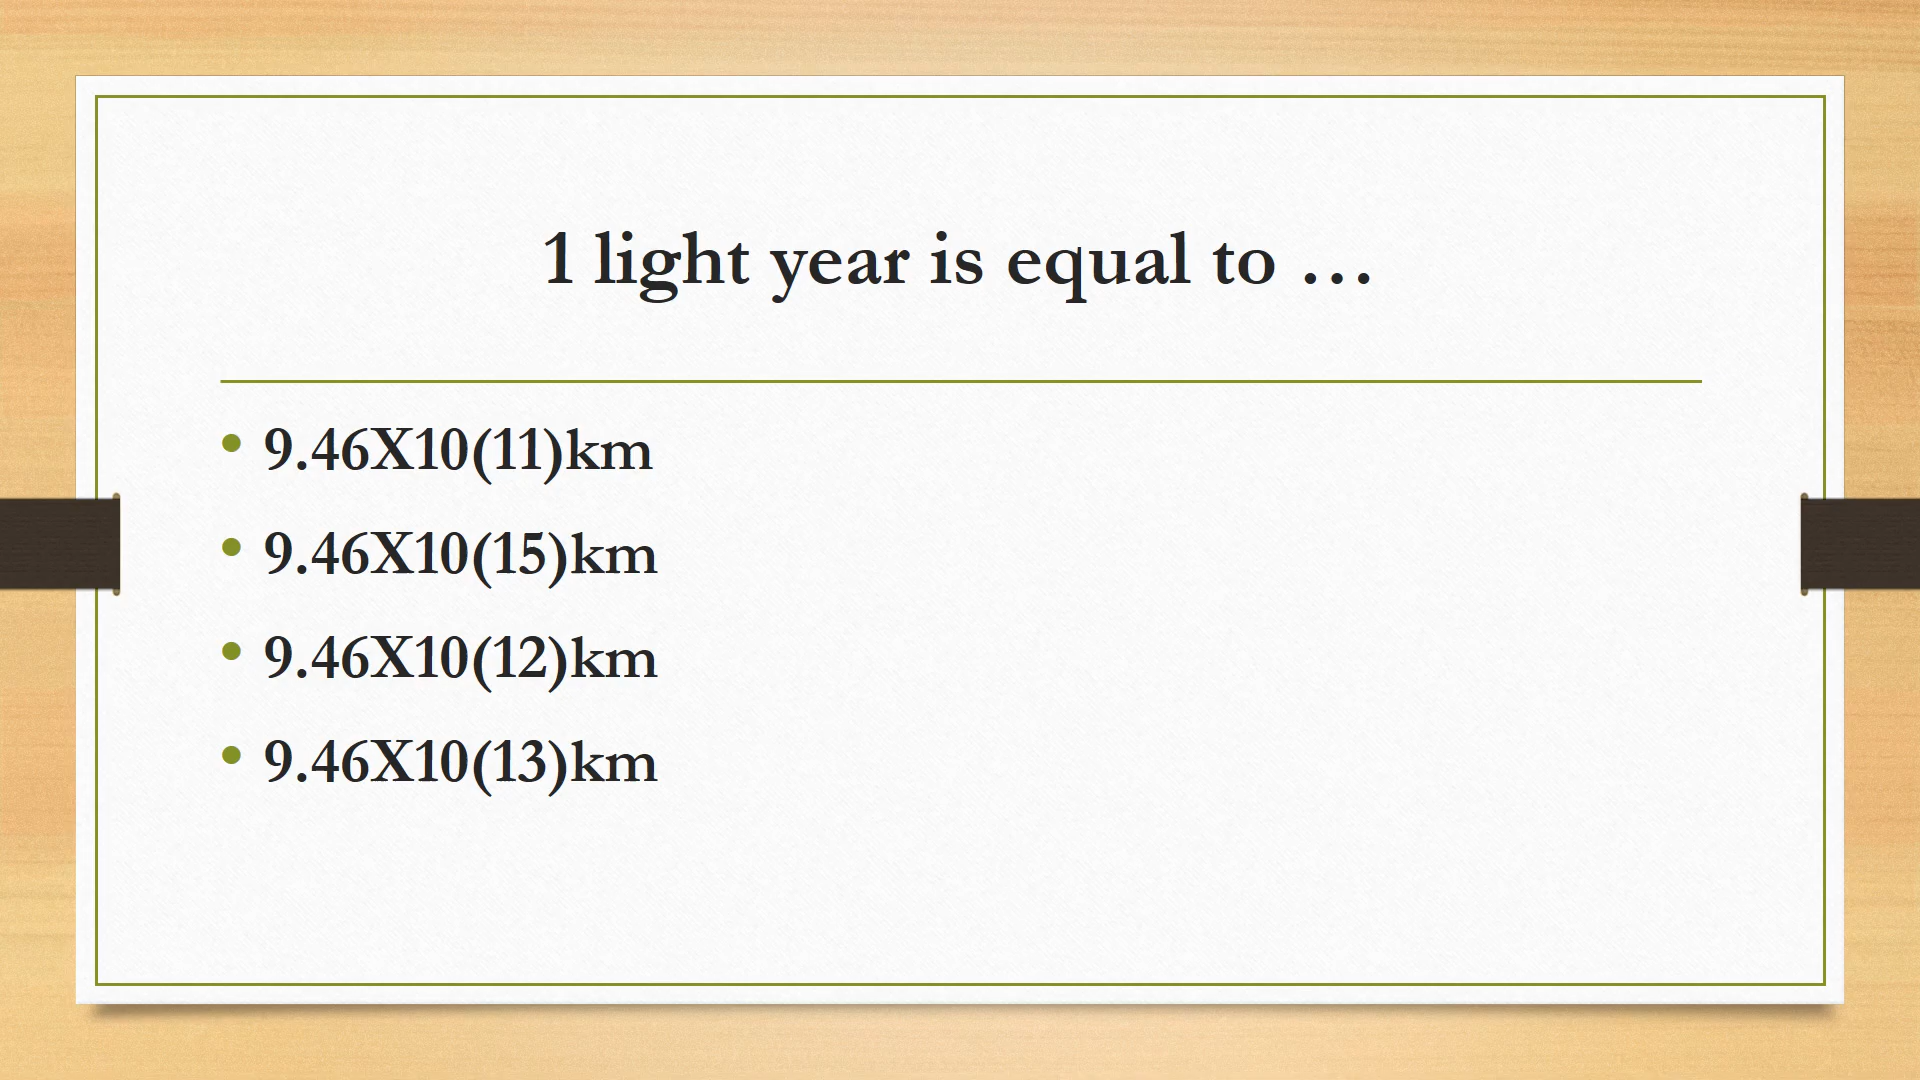 1 light year is equal to …
• 9.46X10(11)km
• 9.46X10(15)km
• 9.46X10(12)km
• 9.46X10(13)km